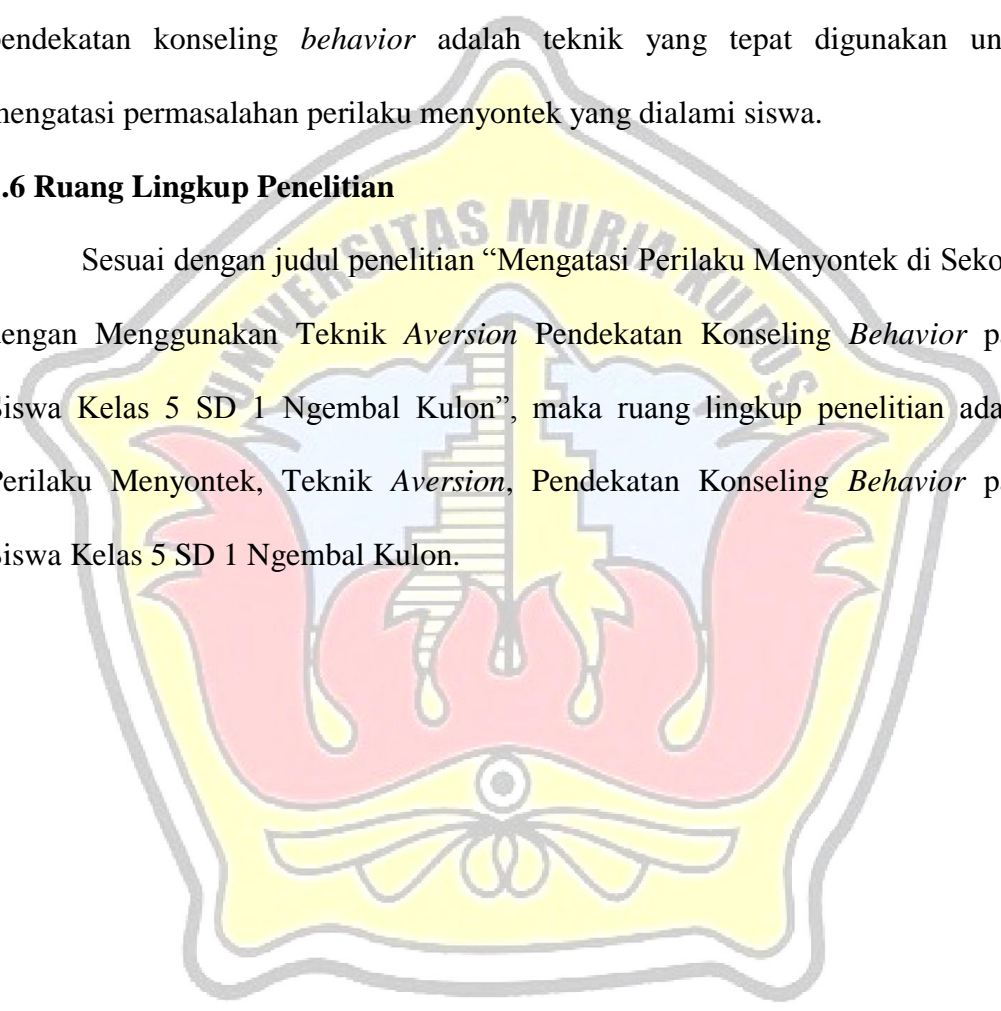 pendekatan konseling behavior adalah teknik yang tepat digunakan un
mengatasi permasalahan perilaku menyontek yang dialami siswa.
.6 Ruang Lingkup Penelitian
Sesuai dengan judul penelitian “Mengatasi Perilaku Menyontek di Seko
dengan Menggunakan Teknik Aversion Pendekatan Konseling Behavior pa
Siswa Kelas 5 SD 1 Ngembal Kulon”, maka ruang lingkup penelitian ada
Perilaku Menyontek, Teknik Aversion, Pendekatan Konseling Behavior pa
Siswa Kelas 5 SD 1 Ngembal Kulon.
UNIVERSITAS MURIA KUDUS